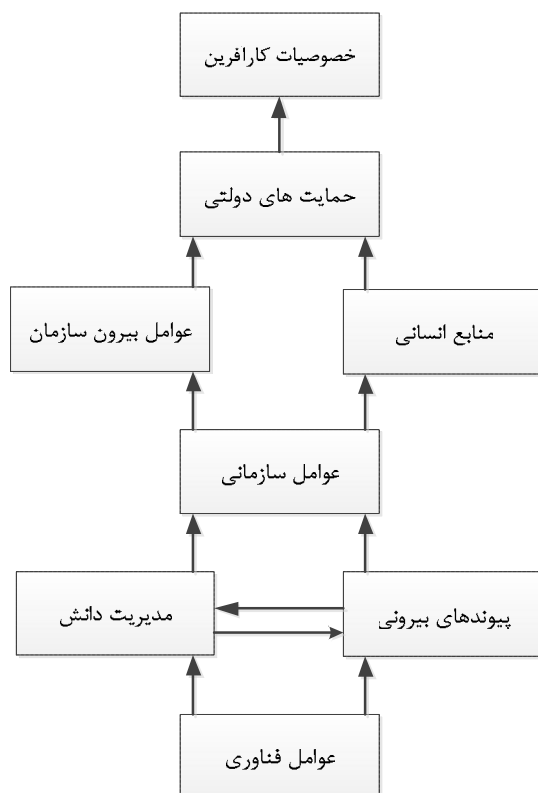 خصوصیات کارافرین
حمایت های دولتی
منابع انسانی
عوامل بیرون سازمان
عوامل سازمانی
پیوندهای بیرونی
مدیریت دانش
عوامل فناوری